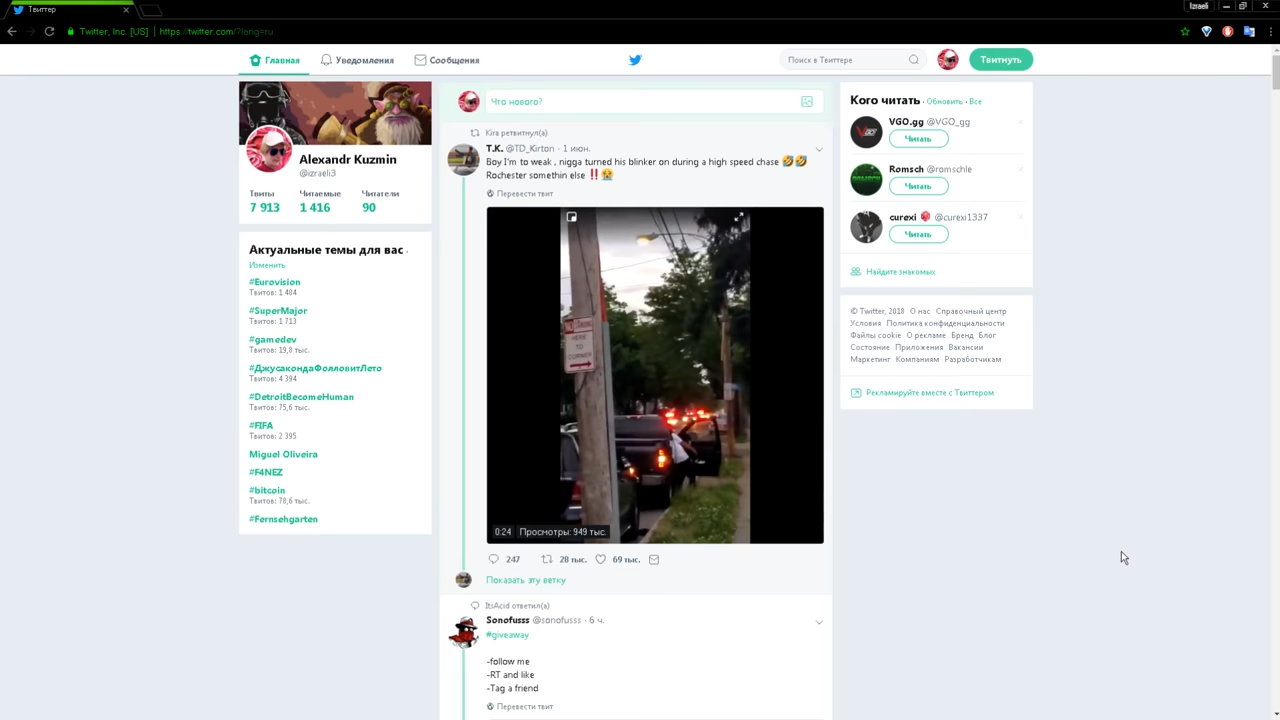 Твиттер
Izraeli
Twitter, Inc. [US]
https://twitter.com/?lang=ru
Главная
Уведомления
Сообщения
Поиск в Твиттере
Твитнуть
Alexandr Kuzmin
@izraeli3
Твиты Читаемые Читатели
7 913 1 416 90
Актуальные темы для вас ·
Изменить
#Eurovision
Твитов: 1 484
#SuperMajor
Твитов: 1 713
#gamedev
Твитов: 19,8 тыс.
#ДжусакондаФолловитЛето
Твитов: 4 394
#DetroitBecomeHuman
Твитов: 75,6 тыс.
#FIFA
Твитов: 2 395
Miguel Oliveira
#F4NEZ
#bitcoin
Твитов: 78,6 тыс.
#Fernsehgarten
Что нового?
Kira ретвитнул(а)
T.K. @TD_Kirton · 1 июн.
Boy I'm to weak , nigga turned his blinker on during a high speed chase 🤣🤣
Rochester somethin else ‼️😭
Перевести твит
HERE
TO
CORNER
0:24 Просмотры: 949 тыс.
247 28 тыс. 69 тыс.
Показать эту ветку
ItsAcid ответил(а)
Sonofusss @sonofusss · 6 ч.
#giveaway
-follow me
-RT and like
-Tag a friend
Перевести твит
Кого читать · Обновить · Все
VGO.gg @VGO_gg
Читать
Romsch @romschle
Читать
curexi @curexi1337
Читать
Найдите знакомых
© Twitter, 2018 О нас Справочный центр
Условия Политика конфиденциальности
Файлы cookie О рекламе Бренд Блог
Состояние Приложения Вакансии
Маркетинг Компаниям Разработчикам
Рекламируйте вместе с Твиттером